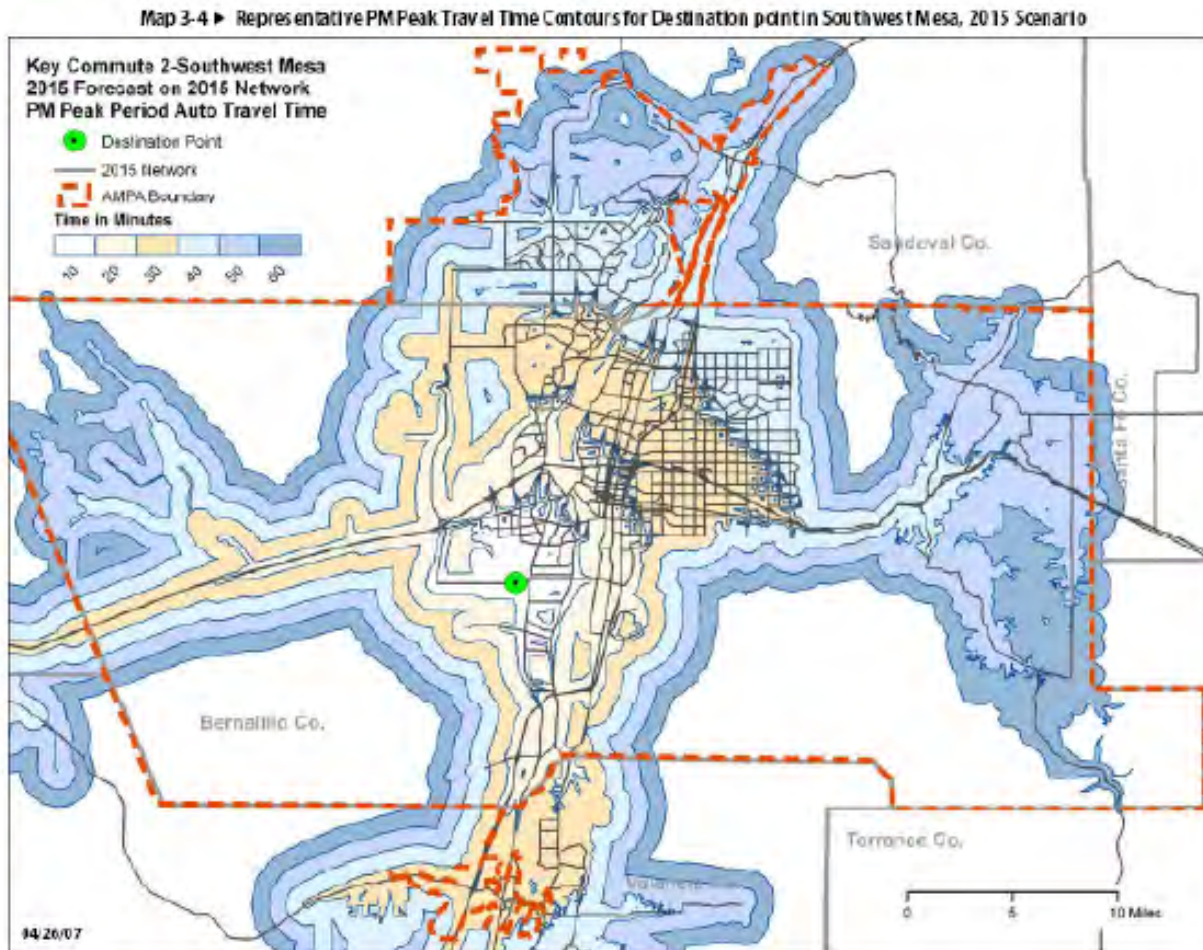 Map 3-4 ▶ Representative PM Peak Travel Time Contours for Destination point in Southwest Mesa, 2015 Scenario
Key Commute 2-Southwest Mesa
2015 Forecast on 2015 Network
PM Peak Period Auto Travel Time
Destination Point
2015 Network
AMPA Boundary
Time in Minutes
10 20 30 40 50 60
Sandoval Co.
Santa Fe Co.
Bernalillo Co.
Torrance Co.
0 5 10 Miles
04/26/07